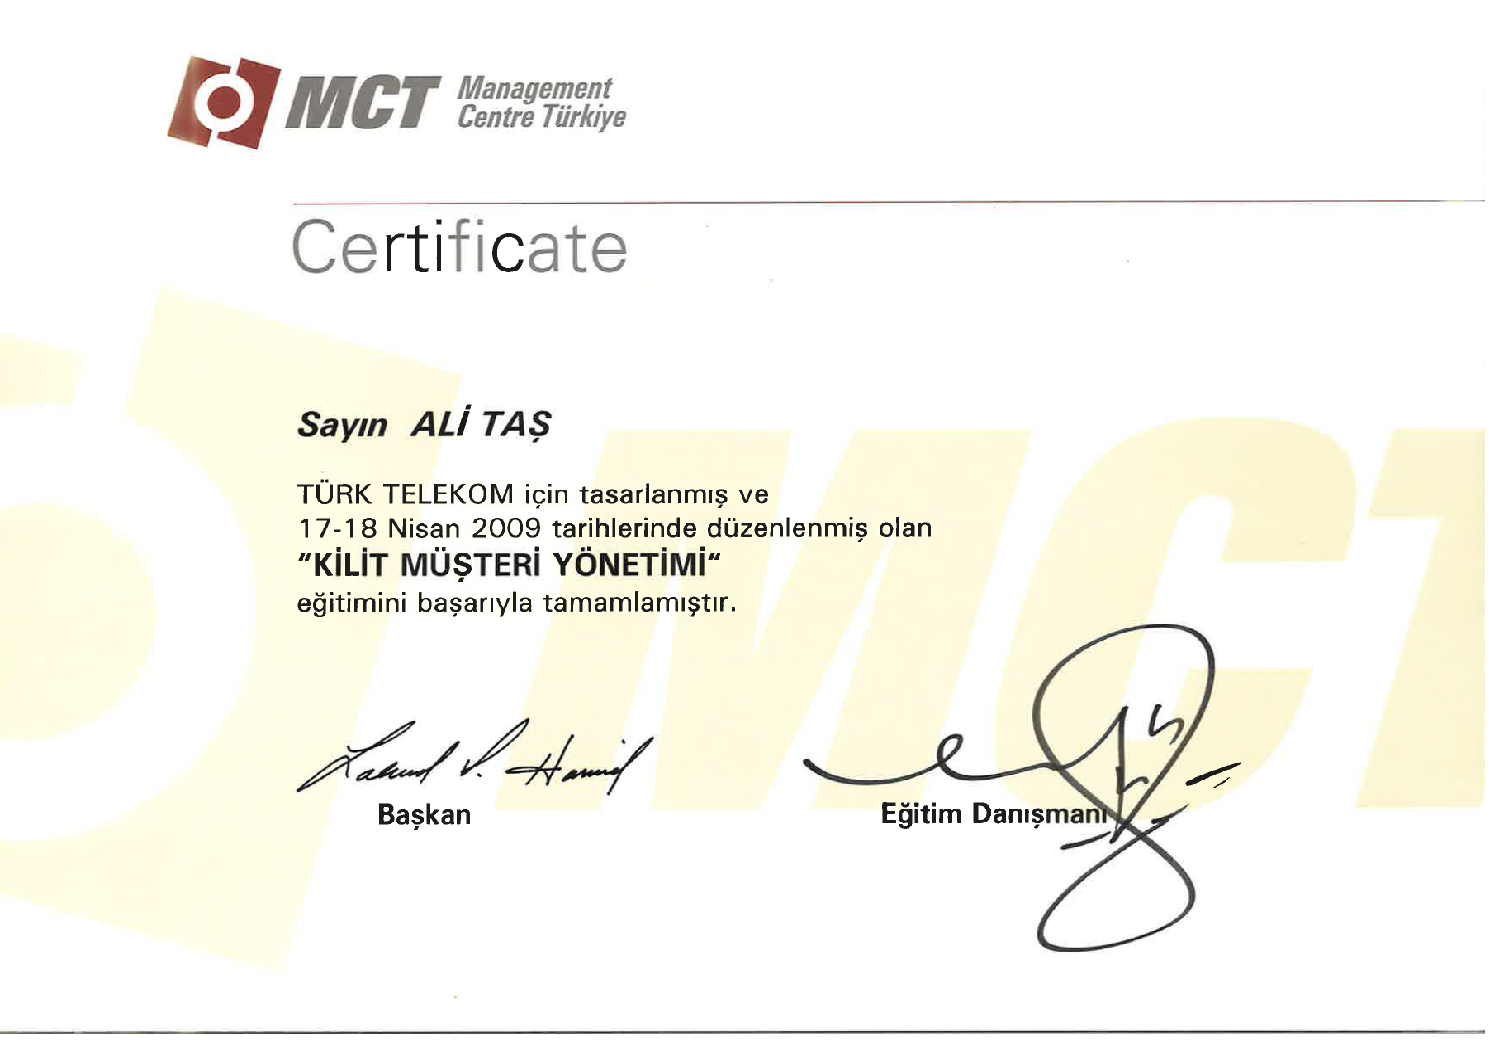 MCT Management
Centre Türkiye
Certificate
Sayın ALİ TAŞ
TÜRK TELEKOM için tasarlanmış ve
17-18 Nisan 2009 tarihlerinde düzenlenmiş olan
"KİLİT MÜŞTERİ YÖNETİMİ"
eğitimini başarıyla tamamlamıştır.
Başkan
Eğitim Danışmanı
MCT